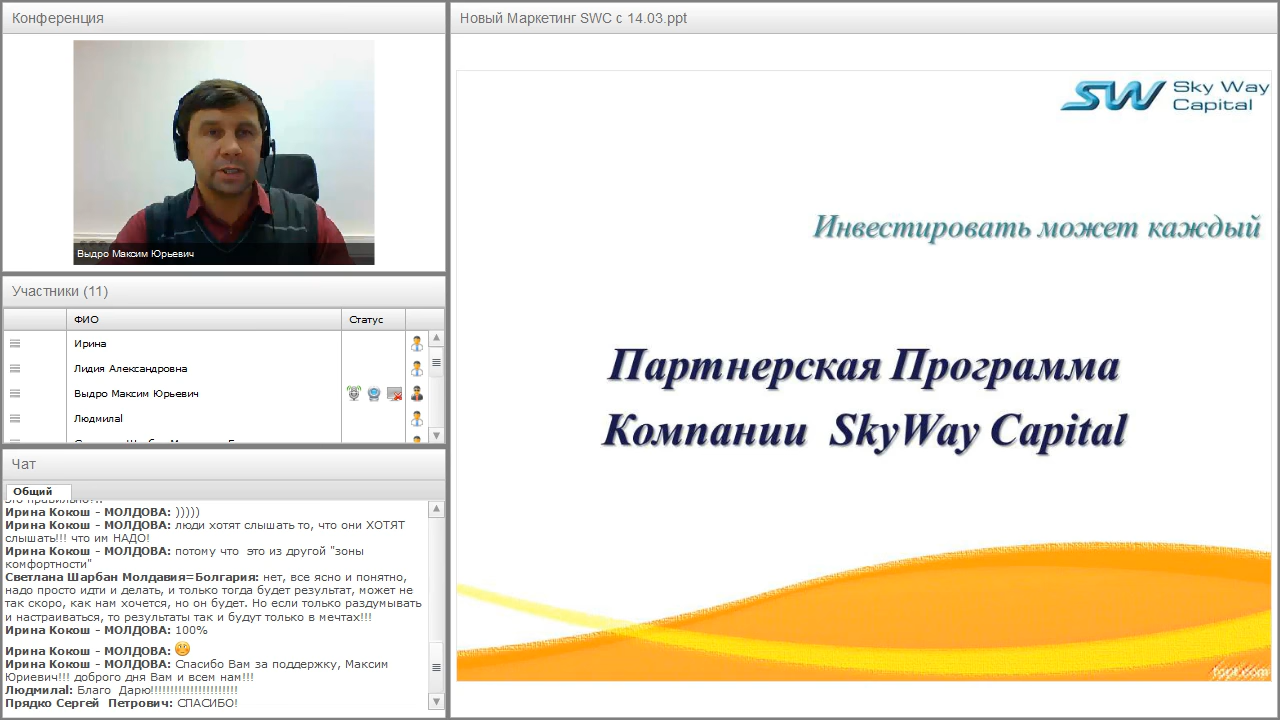 Конференция
Выдро Максим Юрьевич
Участники (11)
ФИО
Статус
Ирина
Лидия Александровна
Выдро Максим Юрьевич
Людмилаl
Чат
Общий
Ирина Кокош - МОЛДОВА: )))))
Ирина Кокош - МОЛДОВА: люди хотят слышать то, что они ХОТЯТ
слышать!!! что им НАДО!
Ирина Кокош - МОЛДОВА: потому что это из другой "зоны
комфортности"
Светлана Шарбан Молдавия=Болгария: нет, все ясно и понятно,
надо просто идти и делать, и только тогда будет результат, может не
так скоро, как нам хочется, но он будет. Но если только раздумывать
и настраиваться, то результаты так и будут только в мечтах!!!
Ирина Кокош - МОЛДОВА: 100%
Ирина Кокош - МОЛДОВА:
Ирина Кокош - МОЛДОВА: Спасибо Вам за поддержку, Максим
Юриевич!!! доброго дня Вам и всем нам!!!
Людмилаl: Благо Дарю!!!!!!!!!!!!!!!!!!!!!!
Прядко Сергей Петрович: СПАСИБО!
Новый Маркетинг SWC с 14.03.ppt
SW Sky Way
Capital
Инвестировать может каждый
Партнерская Программа
Компании SkyWay Capital
fppt.com